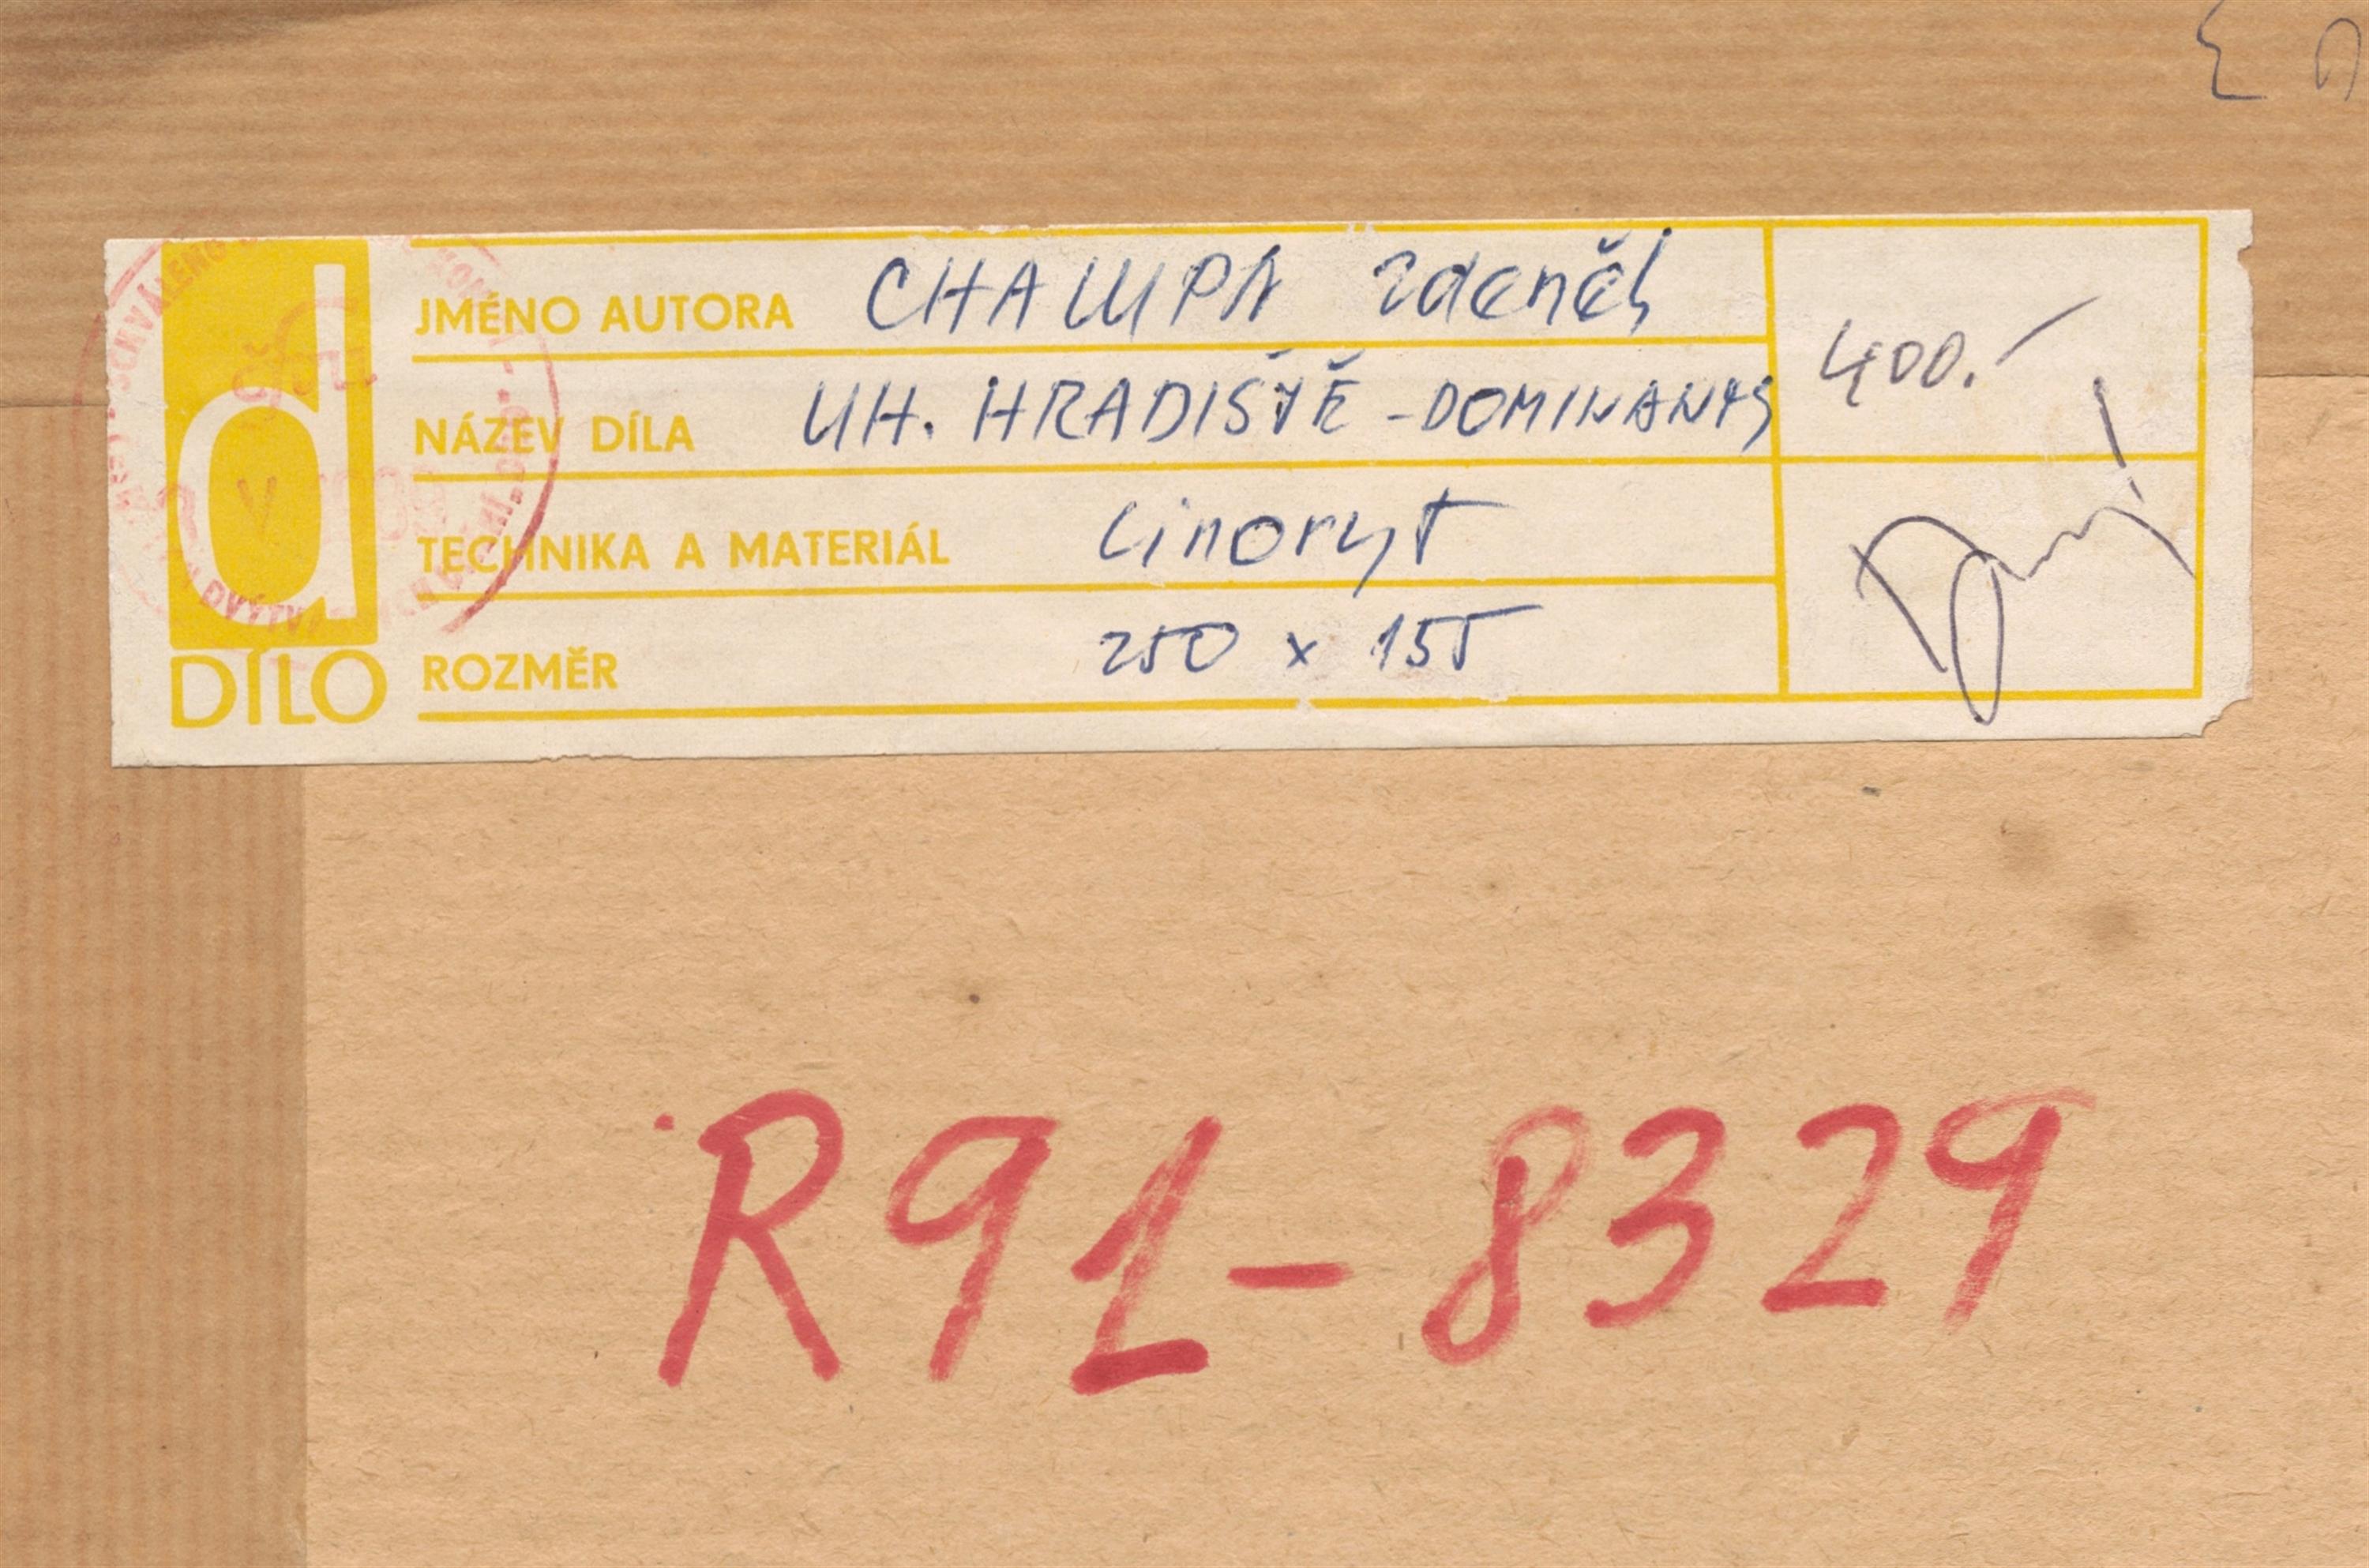 JMÉNO AUTORA CHALUPA Zdeněk 400.-
NÁZEV DÍLA UH. HRADIŠTĚ - DOMINANTY
TECHNIKA A MATERIÁL Linoryt
ROZMĚR 250 x 155
d
DÍLO
R91-8329